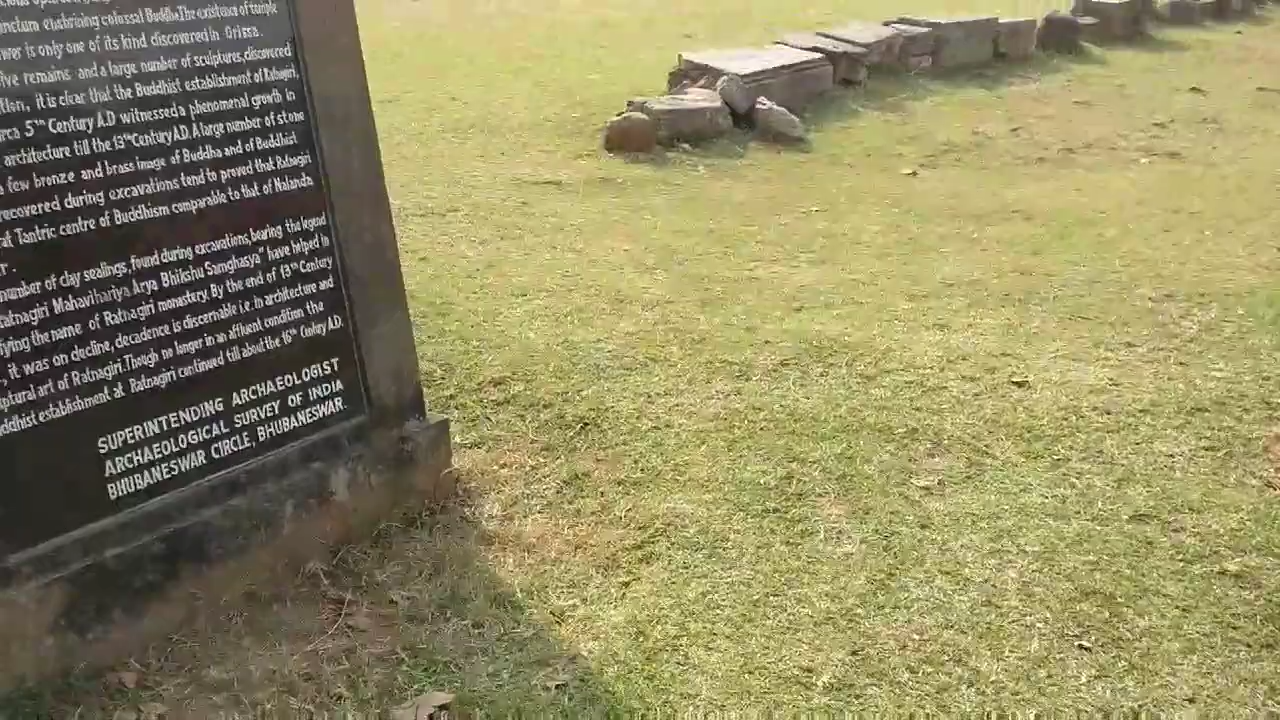 nctum enshrining colossal Buddha.The existence of temple
wer is only one of its kind discovered in Orissa.
ive remains and a large number of sculptures,discovered
tion, it is clear that the Buddhist establishment of Ratnagiri,
rca 5th Century A.D witnessed a phenomenal growth in
architecture till the 13th Century A.D. A large number of stone
a few bronze and brass image of Buddha and of Buddhist
recovered during excavations tend to proved that Ratnagiri
at Tantric centre of Buddhism comparable to that of Nalanda
r.
number of clay sealings,found during excavations,bearing the legend
Ratnagiri Mahavihariya Arya Bhikshu Sanghasya" have helped in
fying the name of Ratnagiri monastery. By the end of 13th Century
, it was on decline, decadence is discernable i.e. in architecture and
ptural art of Ratnagiri.Though no longer in an affluent condition the
ddhist establishment at Ratnagiri continued till about the 16th Century A.D.
SUPERINTENDING ARCHAEOLOGIST
ARCHAEOLOGICAL SURVEY OF INDIA
BHUBANESWAR CIRCLE, BHUBANESWAR.